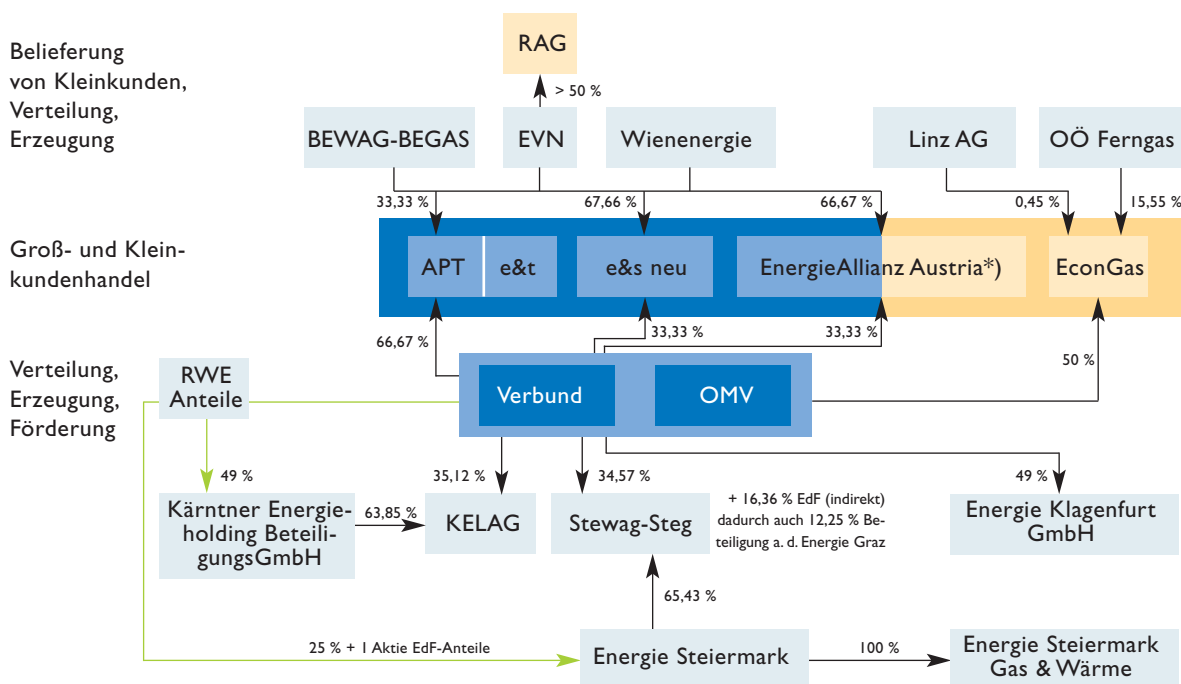 Belieferung
von Kleinkunden,
Verteilung,
Erzeugung
RAG
> 50 %
BEWAG-BEGAS
EVN
Wienenergie
Linz AG
OÖ Ferngas
33,33 %
67,66 %
66,67 %
0,45 %
15,55 %
Groß- und Klein-
kundenhandel
APT
e&t
e&s neu
EnergieAllianz Austria*)
EconGas
66,67 %
33,33 %
33,33 %
50 %
Verteilung,
Erzeugung,
Förderung
RWE
Anteile
Verbund
OMV
49 %
35,12 %
34,57 %
49 %
Kärntner Energie-
holding Beteili-
gungsGmbH
63,85 %
KELAG
Stewag-Steg
+ 16,36 % EdF (indirekt)
dadurch auch 12,25 % Be-
teiligung a. d. Energie Graz
Energie Klagenfurt
GmbH
65,43 %
25 % + 1 Aktie EdF-Anteile
Energie Steiermark
100 %
Energie Steiermark
Gas & Wärme